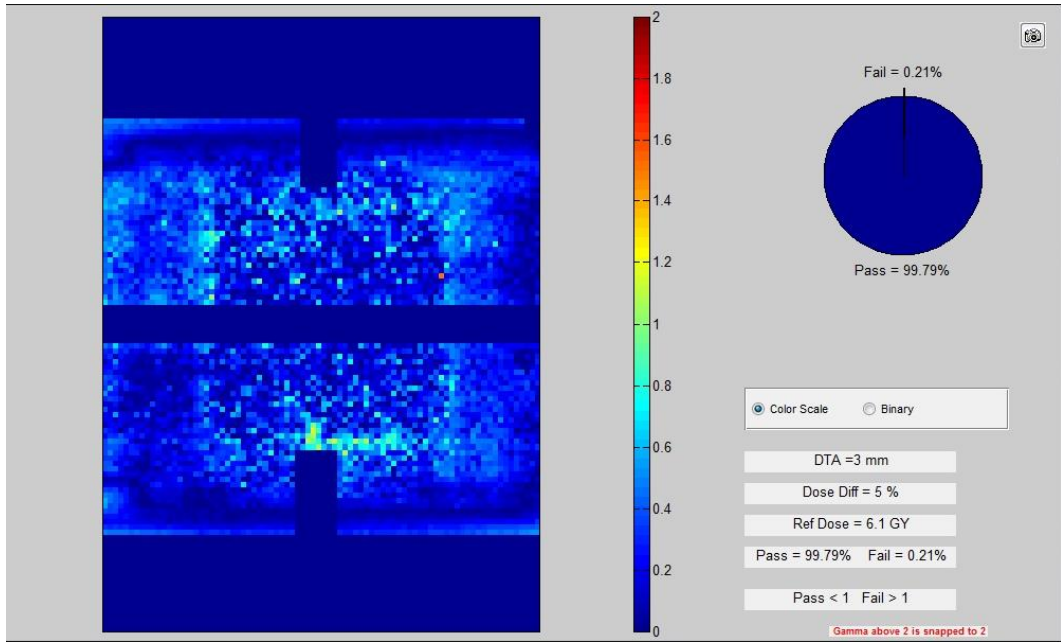 2
1.8
1.6
1.4
1.2
1
0.8
0.6
0.4
0.2
0
Fail = 0.21%
Pass = 99.79%
Color Scale Binary
DTA =3 mm
Dose Diff = 5 %
Ref Dose = 6.1 GY
Pass = 99.79% Fail = 0.21%
Pass < 1 Fail > 1
Gamma above 2 is snapped to 2